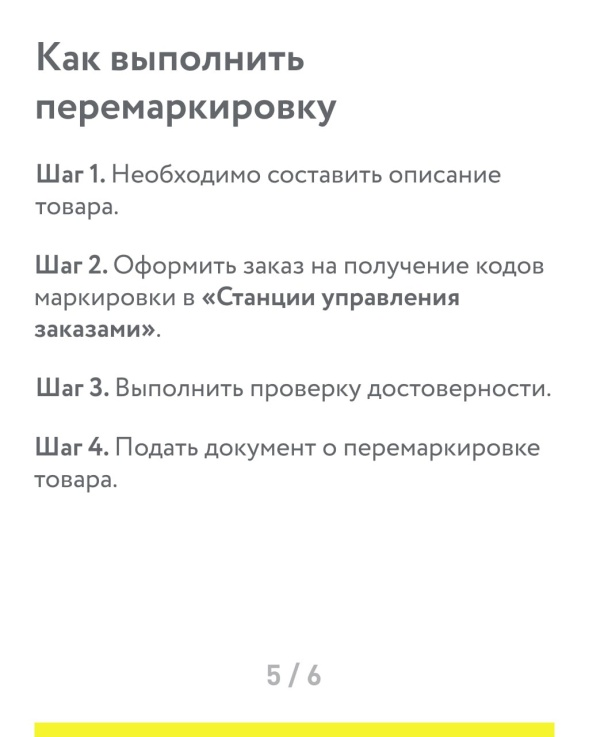 Как выполнить
перемаркировку
Шаг 1. Необходимо составить описание
товара.
Шаг 2. Оформить заказ на получение кодов
маркировки в «Станции управления
заказами».
Шаг 3. Выполнить проверку достоверности.
Шаг 4. Подать документ о перемаркировке
товара.
5 / 6